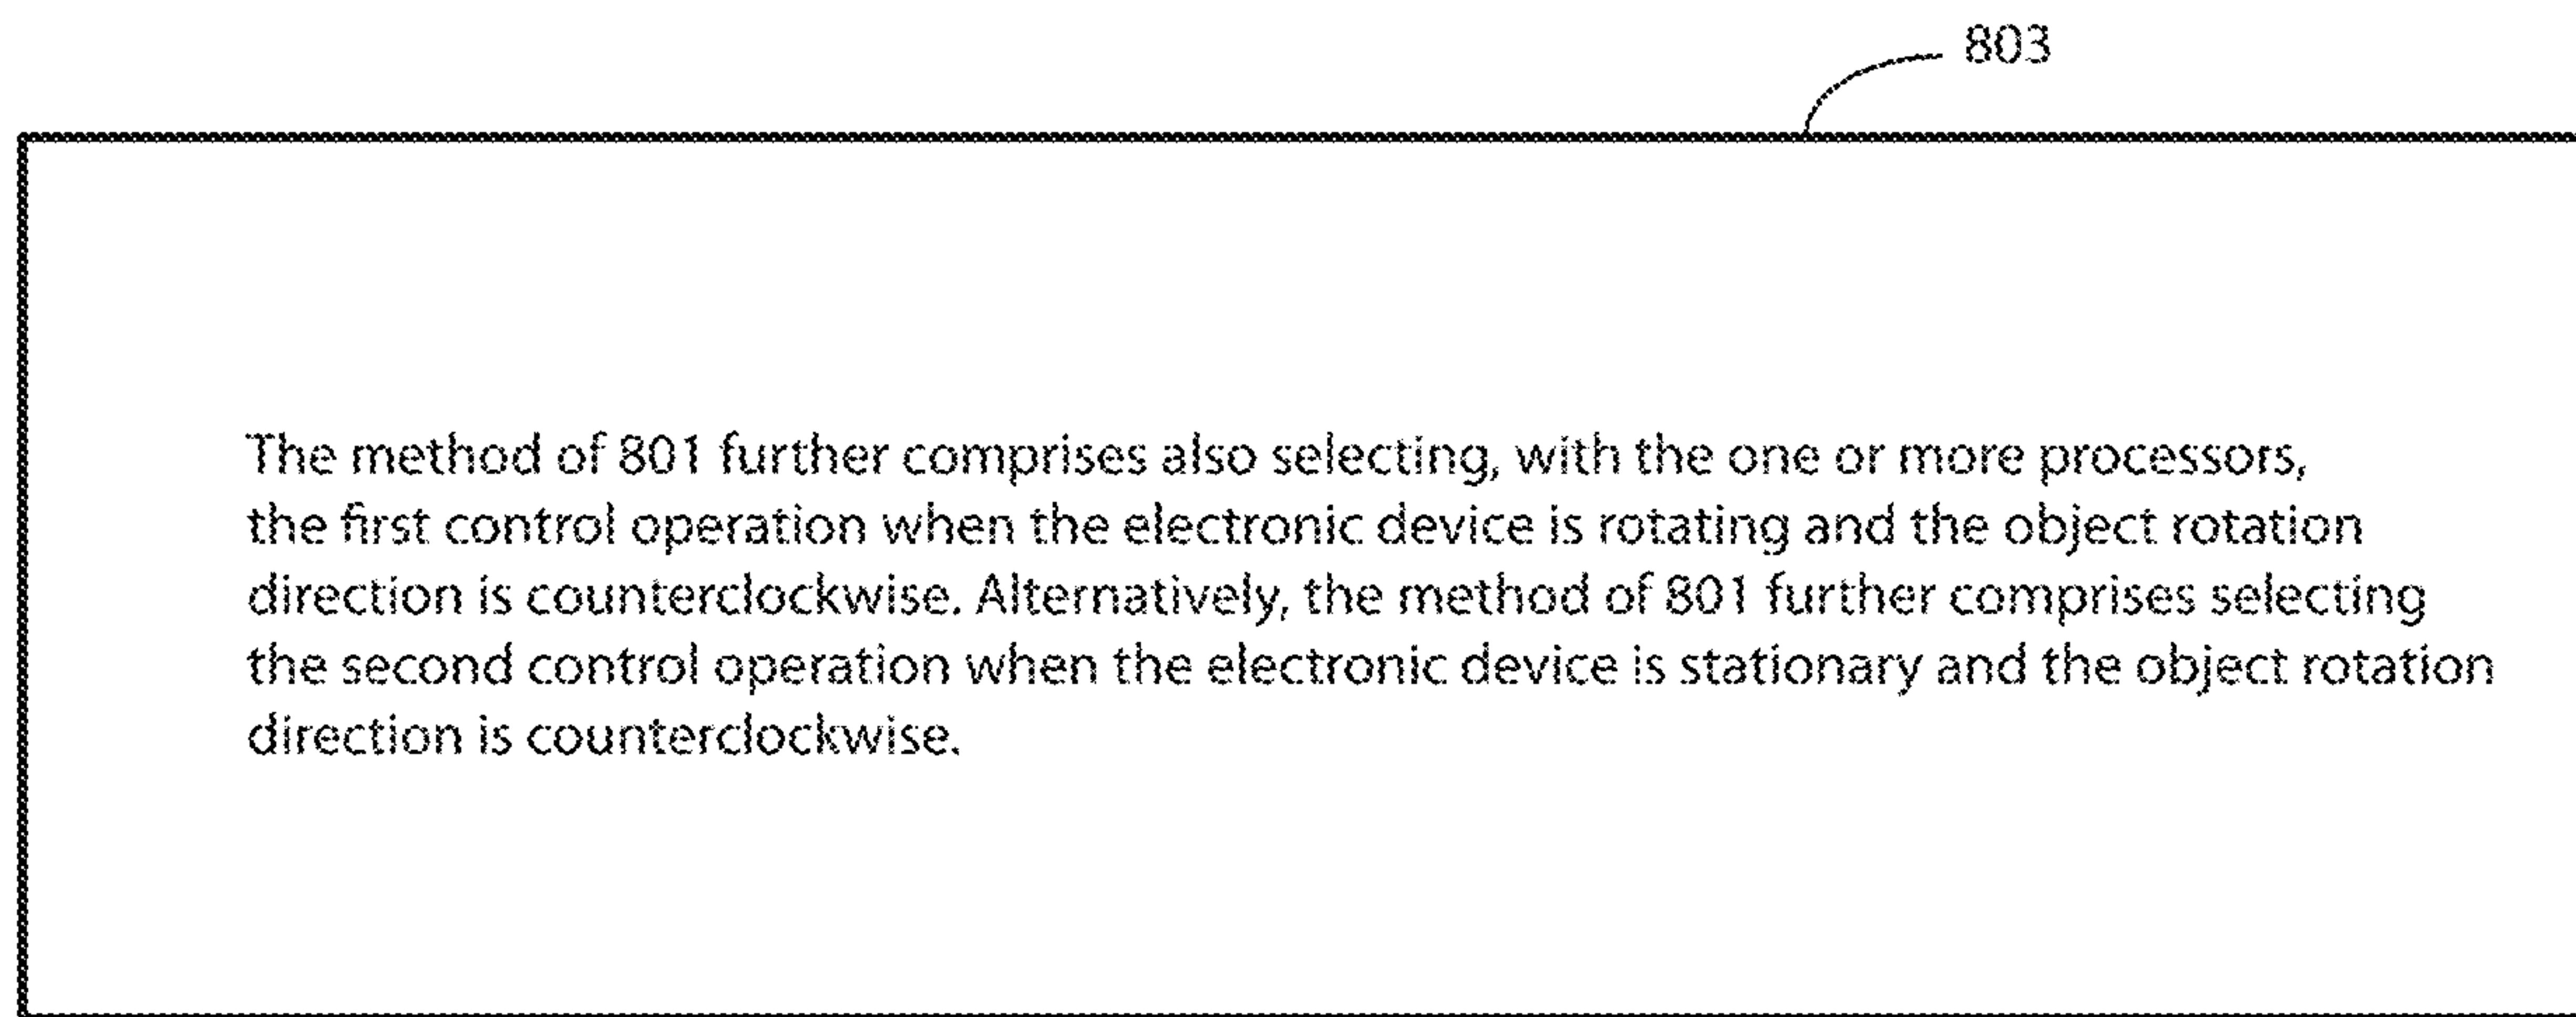 803
The method of 801 further comprises also selecting, with the one or more processors,
the first control operation when the electronic device is rotating and the object rotation
direction is counterclockwise. Alternatively, the method of 801 further comprises selecting
the second control operation when the electronic device is stationary and the object rotation
direction is counterclockwise.